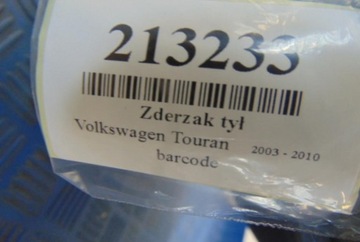 213233
Zderzak tył
Volkswagen Touran 2003 - 2010
barcode